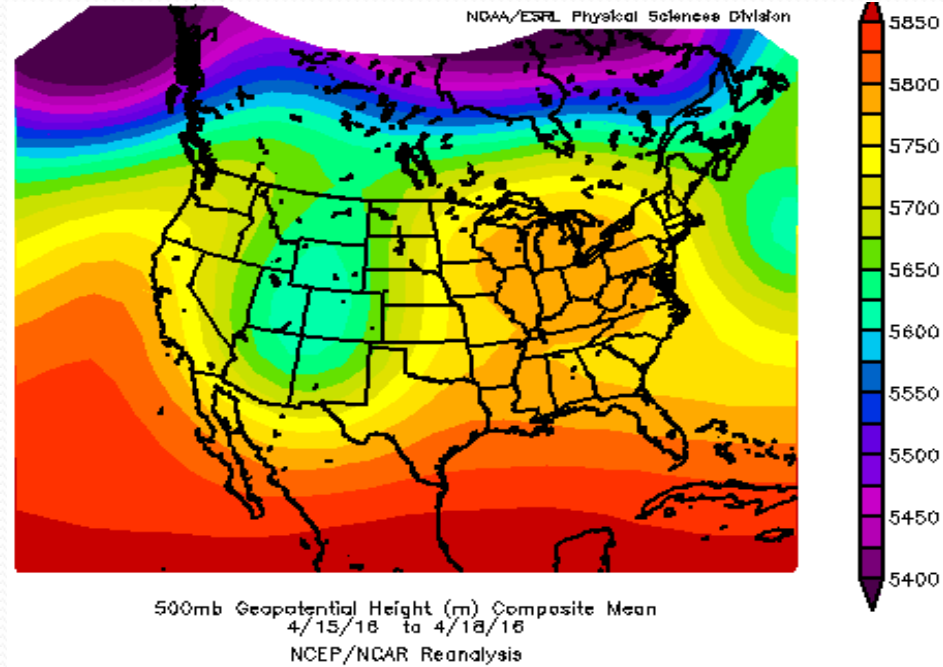 NOAA/ESRL Physical Sciences Division
5850
5800
5750
5700
5650
5600
5550
5500
5450
5400
500mb Geopotential Height (m) Composite Mean
4/15/16 to 4/18/16
NCEP/NCAR Reanalysis